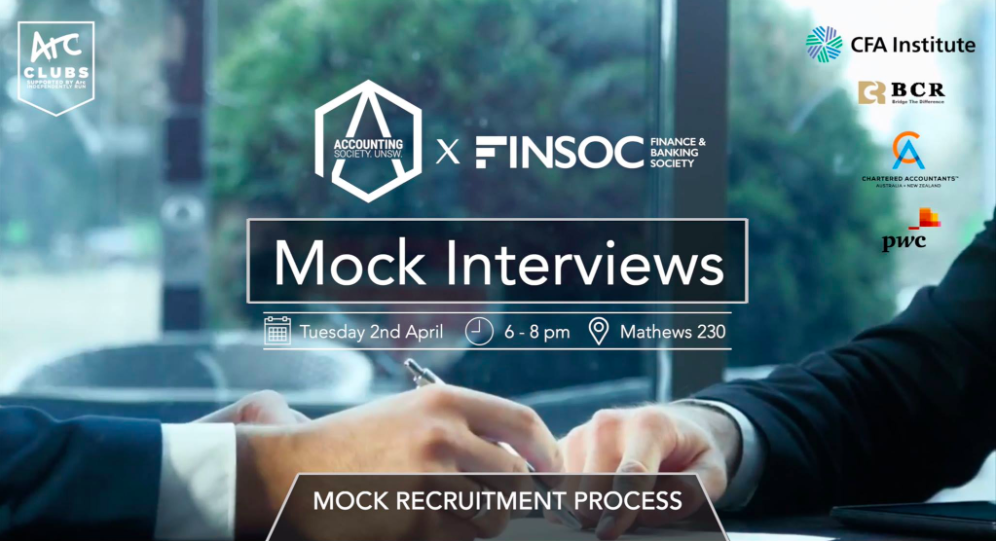 Arc
CLUBS
SUPPORTED BY Arc
INDEPENDENTLY RUN
CFA Institute
BCR
Bridge The Difference
ACCOUNTING
SOCIETY. UNSW.
X
FINSOC
FINANCE &
BANKING
SOCIETY
CA
CHARTERED ACCOUNTANTS™
AUSTRALIA + NEW ZEALAND
pwc
Mock Interviews
Tuesday 2nd April 6 - 8 pm Mathews 230
MOCK RECRUITMENT PROCESS